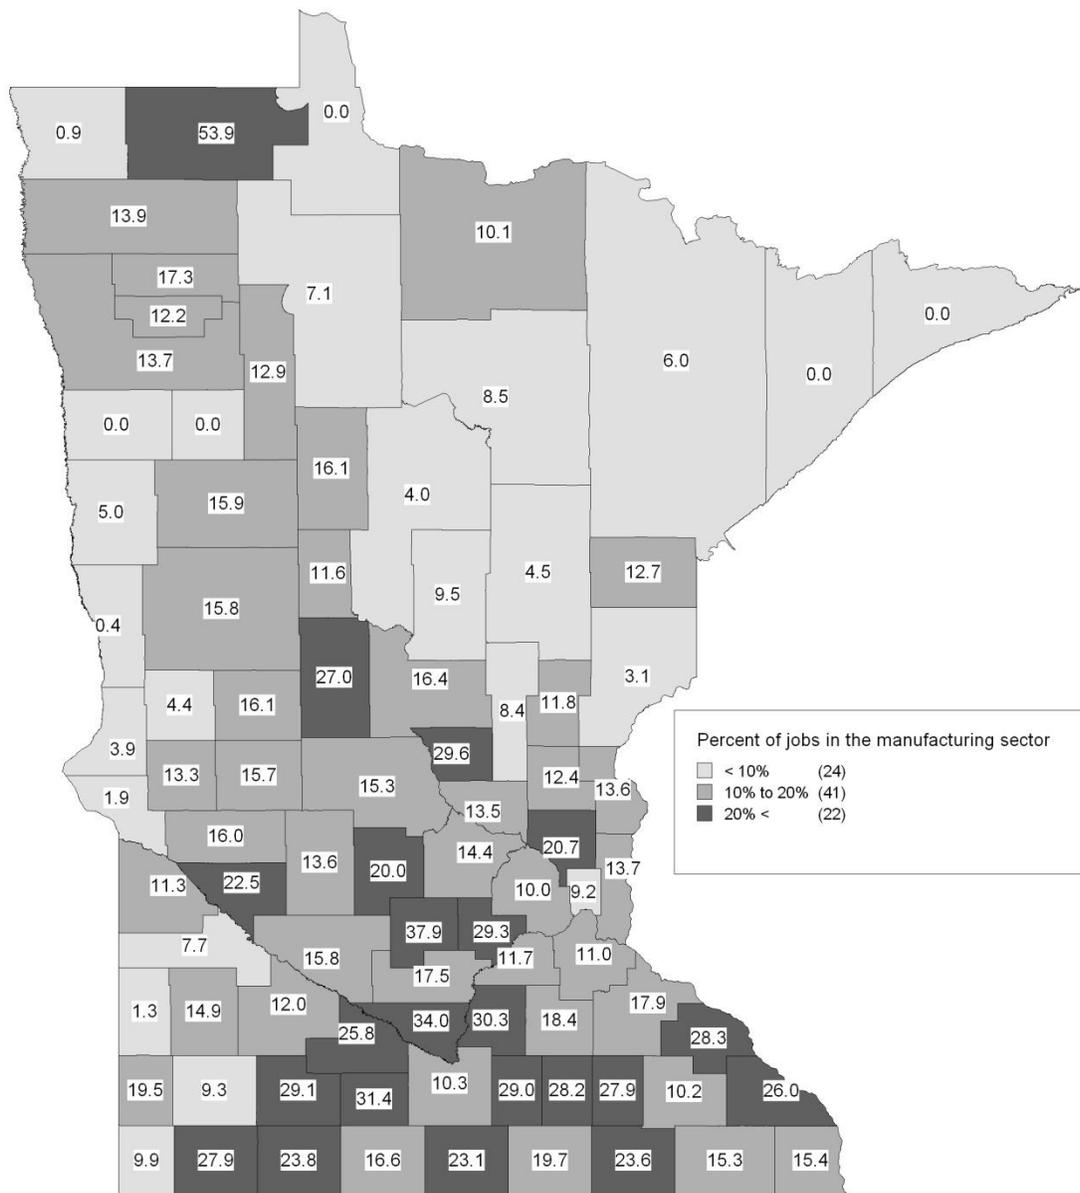 0.0
0.9 53.9
13.9 10.1
17.3
7.1
12.2 0.0
13.7 12.9 6.0 0.0
8.5
0.0 0.0
16.1
5.0 15.9 4.0
11.6 9.5 4.5 12.7
15.8
0.4
27.0 16.4 3.1
4.4 16.1 8.4 11.8
3.9 29.6
13.3 15.7 15.3 12.4
1.9 13.6
13.5
16.0 14.4 20.7
13.6 20.0 13.7
11.3 22.5 10.0 9.2
37.9 29.3
7.7 15.8 11.7 11.0
17.5
1.3 14.9 12.0 17.9
25.8 34.0 30.3 18.4 28.3
19.5 9.3 29.1 31.4 10.3 29.0 28.2 27.9 10.2 26.0
9.9 27.9 23.8 16.6 23.1 19.7 23.6 15.3 15.4
Percent of jobs in the manufacturing sector
< 10% (24)
10% to 20% (41)
20% < (22)